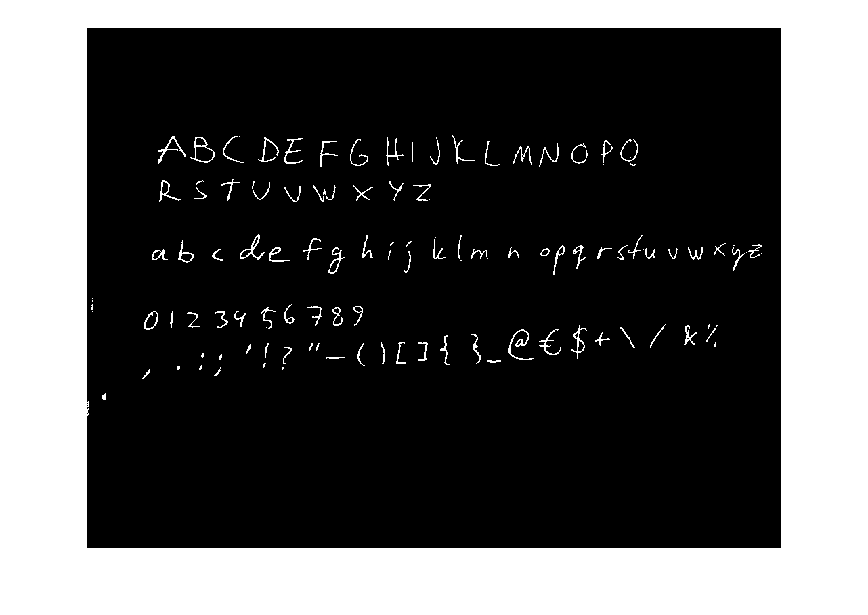 ABCDEFGHIJKLMNOPQ
RSTUVWXYZ
abcdefghijklmnopqrstuvwxyz
0123456789
, . : ; ' ! ? " - ( ) [ ] { } _ @ € $ + \ / & %